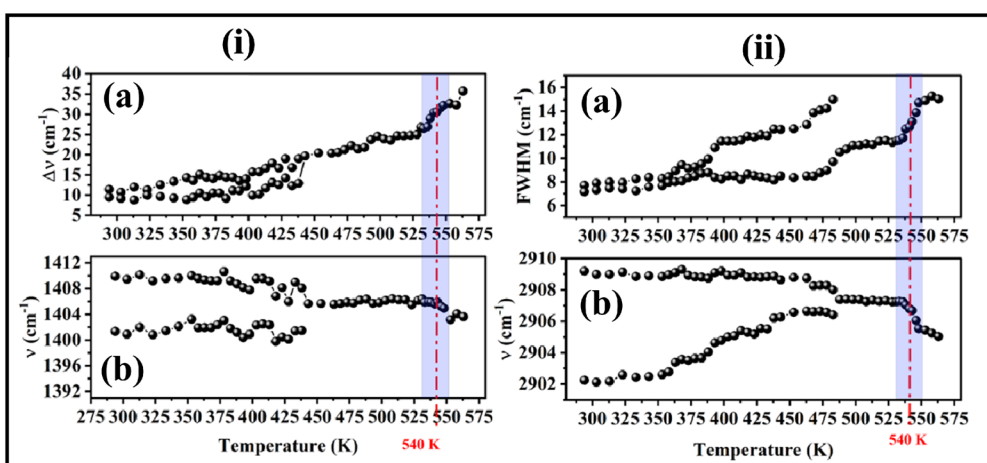 (i)
(ii)
(a)
Δν (cm⁻¹)
40
35
30
25
20
15
10
5
300 325 350 375 400 425 450 475 500 525 550 575
(b)
ν (cm⁻¹)
1412
1408
1404
1400
1396
1392
275 300 325 350 375 400 425 450 475 500 525 550 575
Temperature (K)
540 K
(a)
FWHM (cm⁻¹)
16
14
12
10
8
6
300 325 350 375 400 425 450 475 500 525 550 575
(b)
ν (cm⁻¹)
2910
2908
2906
2904
2902
300 325 350 375 400 425 450 475 500 525 550 575
Temperature (K)
540 K